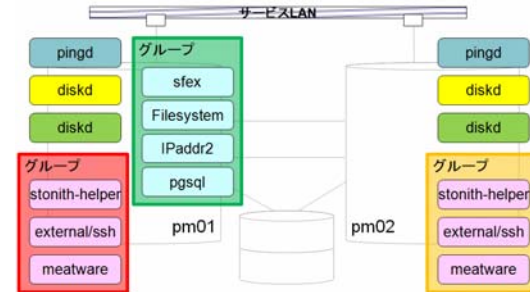 サービスLAN
pingd
diskd
diskd
グループ
stonith-helper
external/ssh
meatware
グループ
sfex
Filesystem
IPaddr2
pgsql
pm01
pm02
pingd
diskd
diskd
グループ
stonith-helper
external/ssh
meatware